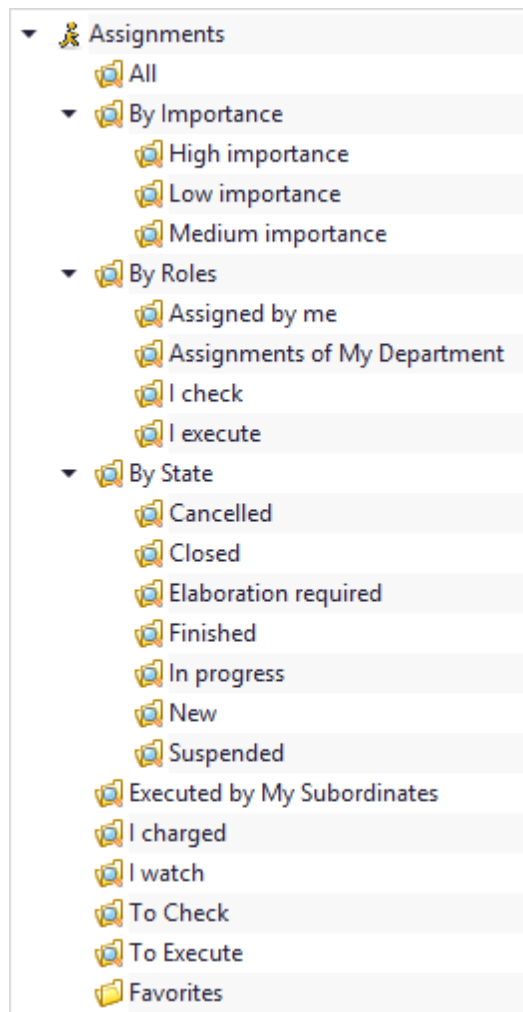 Assignments
All
By Importance
High importance
Low importance
Medium importance
By Roles
Assigned by me
Assignments of My Department
I check
I execute
By State
Cancelled
Closed
Elaboration required
Finished
In progress
New
Suspended
Executed by My Subordinates
I charged
I watch
To Check
To Execute
Favorites